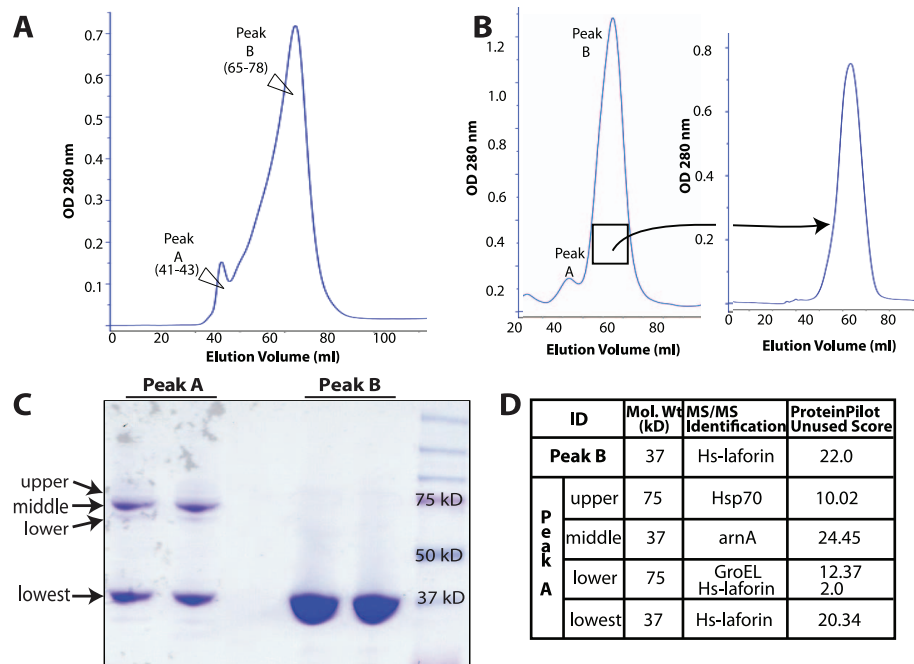 A
Peak
B
(65-78)
Peak
A
(41-43)
OD 280 nm
0.7
0.6
0.5
0.4
0.3
0.2
0.1
0 20 40 60 80 100 120
Elution Volume (ml)
B
Peak
B
Peak
A
OD 280 nm
1.2
1.0
0.8
0.6
0.4
0.2
20 40 60 80 100
Elution Volume (ml)
OD 280 nm
0.8
0.6
0.4
0.2
0
0 20 40 60 80
Elution Volume (ml)
C
Peak A Peak B
upper
middle
lower
lowest
75 kD
50 kD
37 kD
D
ID Mol. Wt (kD) MS/MS Identification ProteinPilot Unused Score
Peak B 37 Hs-laforin 22.0
Peak A
upper 75 Hsp70 10.02
middle 37 arnA 24.45
lower 75 GroEL 12.37
Hs-laforin 2.0
lowest 37 Hs-laforin 20.34